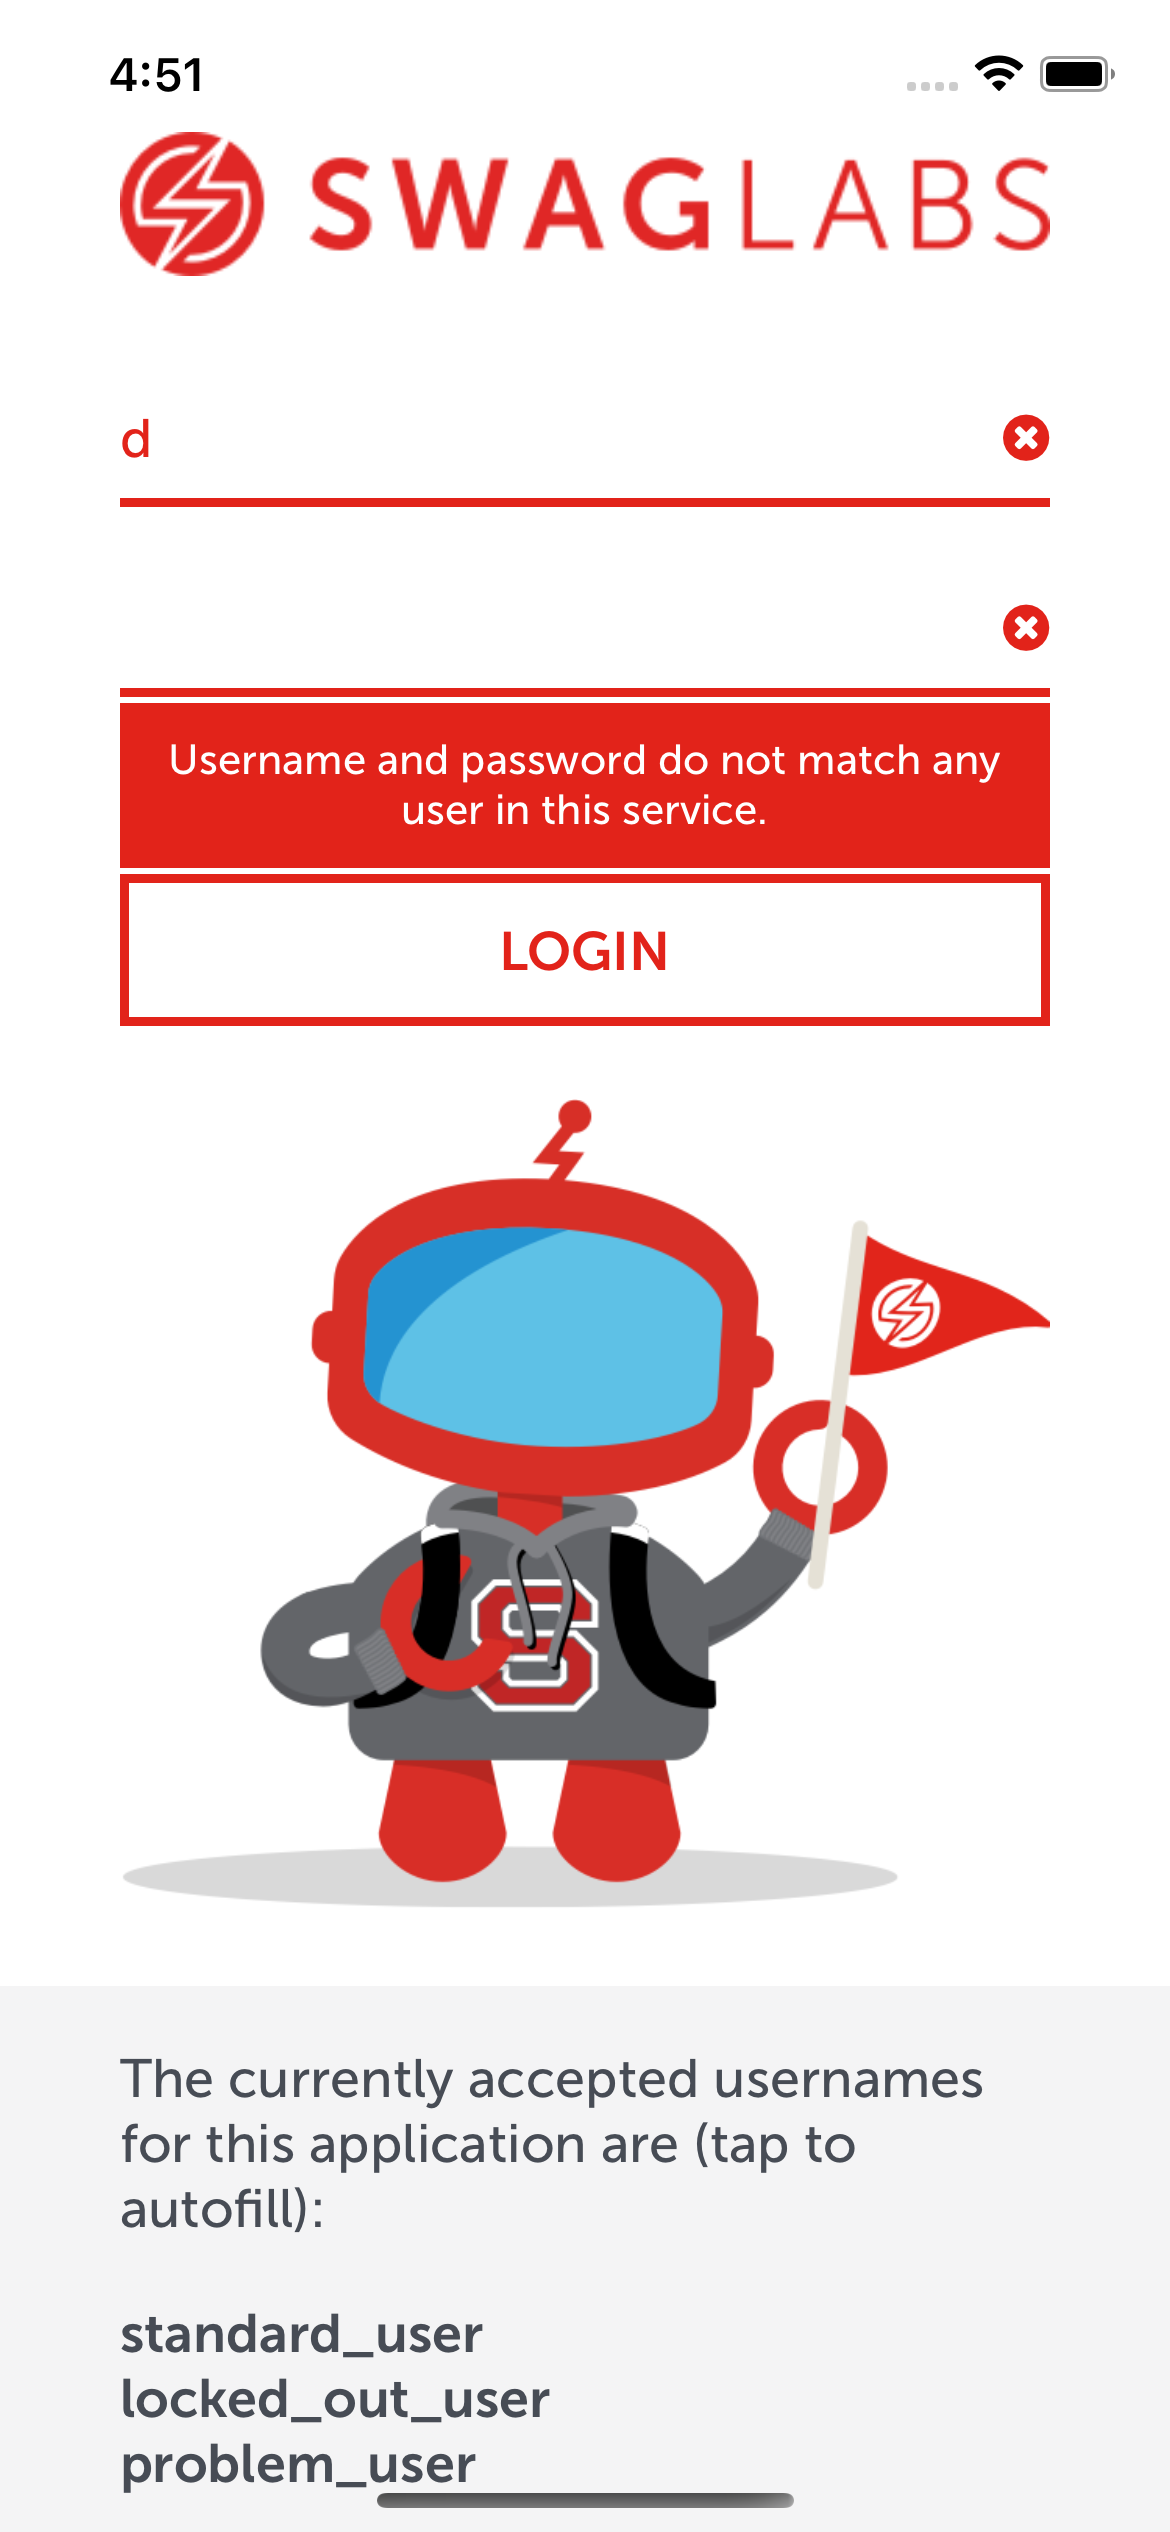 4:51
SWAGLABS
d
Username and password do not match any
user in this service.
LOGIN
S
The currently accepted usernames
for this application are (tap to
autofill):
standard_user
locked_out_user
problem_user